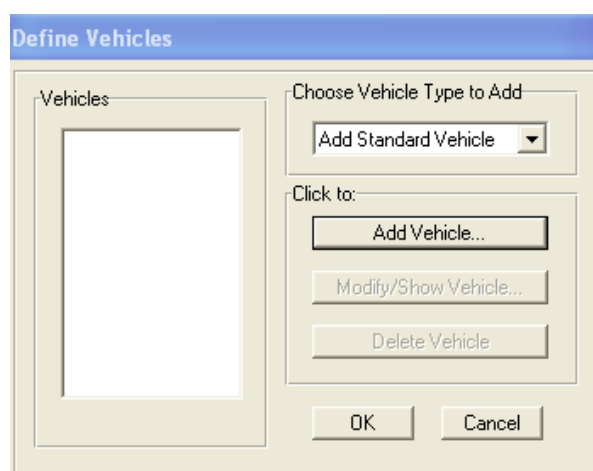 Define Vehicles
Vehicles
Choose Vehicle Type to Add
Add Standard Vehicle
Click to:
Add Vehicle...
Modify/Show Vehicle...
Delete Vehicle
OK
Cancel